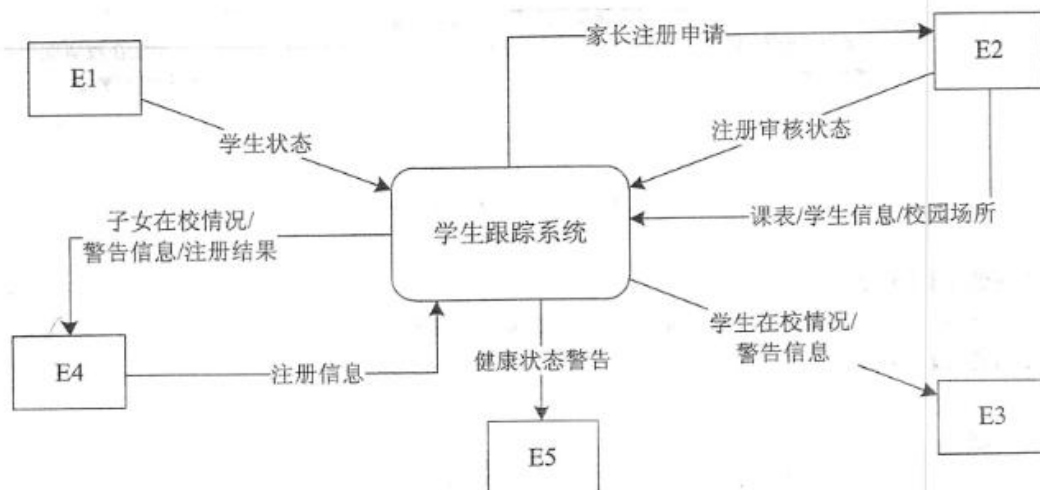 家长注册申请
E1
E2
学生状态
注册审核状态
子女在校情况/
警告信息/注册结果
学生跟踪系统
课表/学生信息/校园场所
学生在校情况/
警告信息
E4
注册信息
健康状态警告
E3
E5